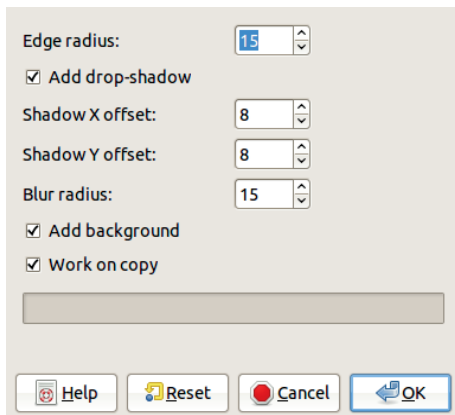 Edge radius: 15
Add drop-shadow
Shadow X offset: 8
Shadow Y offset: 8
Blur radius: 15
Add background
Work on copy
Help Reset Cancel OK